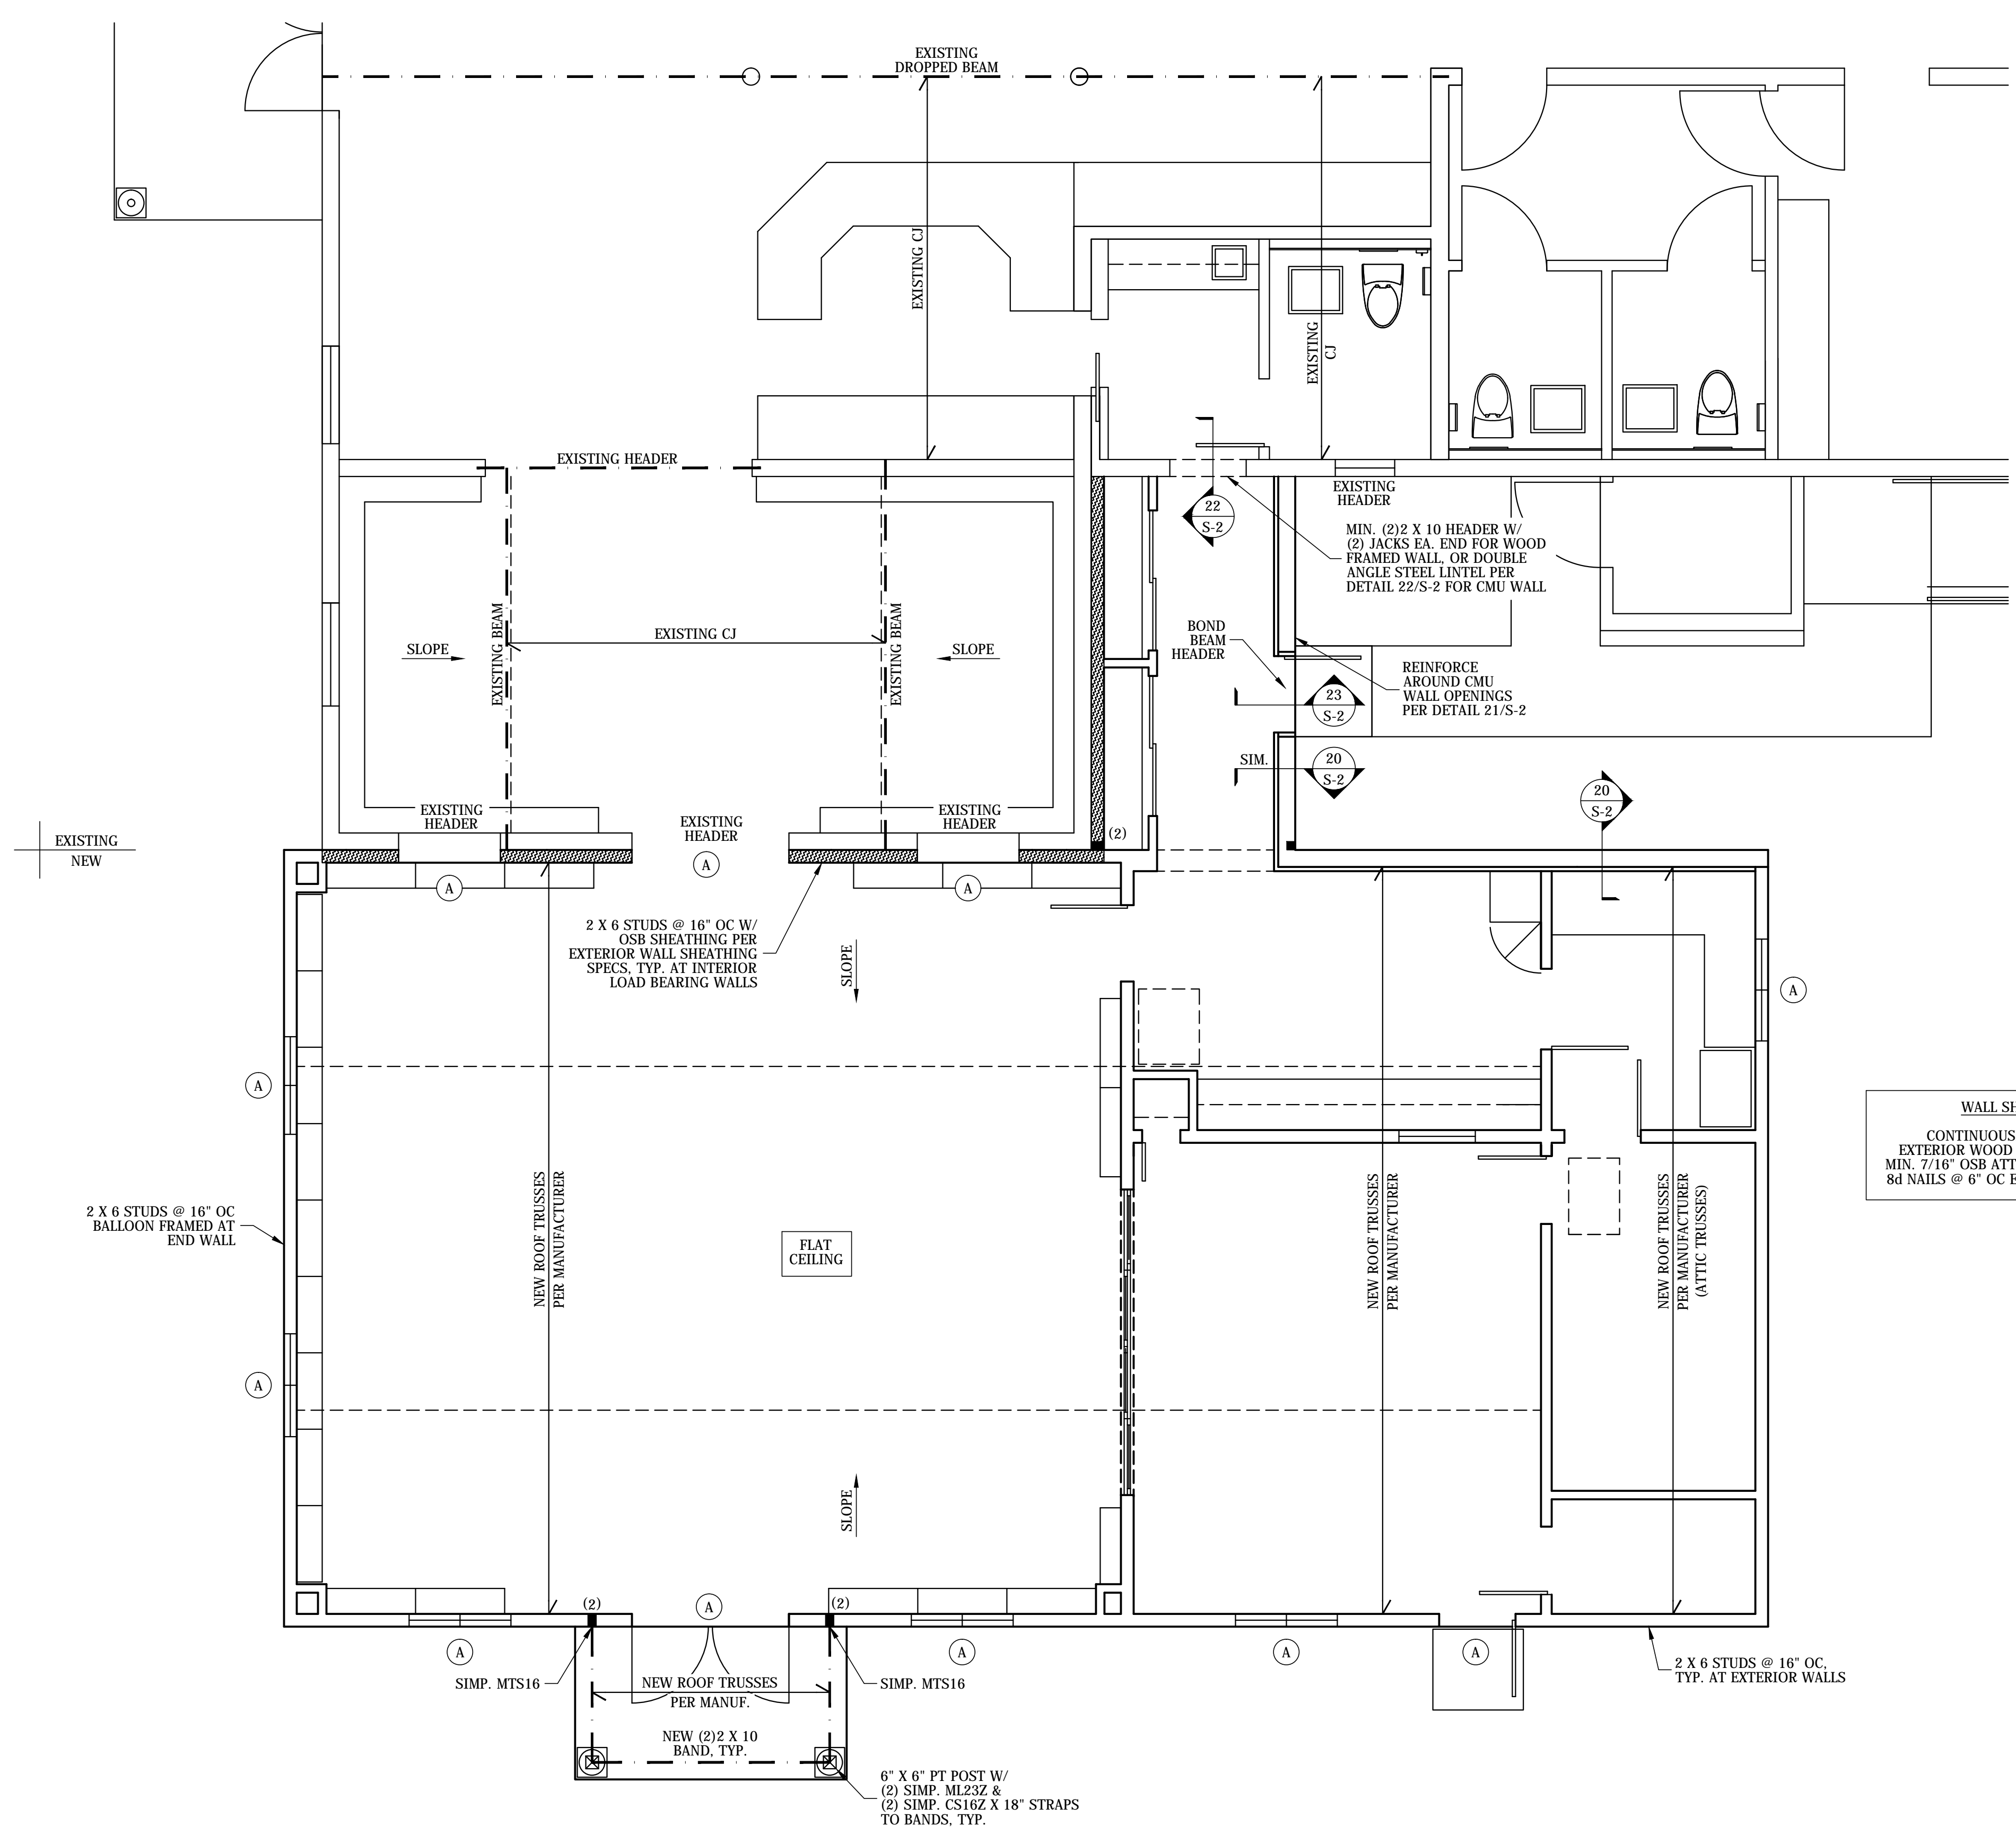 EXISTING
DROPPED BEAM
EXISTING CJ
EXISTING
CJ
EXISTING HEADER
EXISTING
HEADER
22
S-2
MIN. (2)2 X 10 HEADER W/
(2) JACKS EA. END FOR WOOD
FRAMED WALL, OR DOUBLE
ANGLE STEEL LINTEL PER
DETAIL 22/S-2 FOR CMU WALL
EXISTING BEAM
EXISTING CJ
EXISTING BEAM
SLOPE
SLOPE
BOND
BEAM
HEADER
REINFORCE
AROUND CMU
WALL OPENINGS
PER DETAIL 21/S-2
23
S-2
SIM.
20
S-2
20
S-2
EXISTING
HEADER
EXISTING
HEADER
EXISTING
HEADER
(2)
EXISTING
NEW
A
A
A
2 X 6 STUDS @ 16" OC W/
OSB SHEATHING PER
EXTERIOR WALL SHEATHING
SPECS, TYP. AT INTERIOR
LOAD BEARING WALLS
SLOPE
A
A
WALL SH
CONTINUOUS
EXTERIOR WOOD
MIN. 7/16" OSB ATT
8d NAILS @ 6" OC E
2 X 6 STUDS @ 16" OC
BALLOON FRAMED AT
END WALL
NEW ROOF TRUSSES
PER MANUFACTURER
FLAT
CEILING
NEW ROOF TRUSSES
PER MANUFACTURER
NEW ROOF TRUSSES
PER MANUFACTURER
(ATTIC TRUSSES)
A
SLOPE
(2)
A
(2)
A
A
A
A
SIMP. MTS16
NEW ROOF TRUSSES
PER MANUF.
SIMP. MTS16
2 X 6 STUDS @ 16" OC,
TYP. AT EXTERIOR WALLS
NEW (2)2 X 10
BAND, TYP.
6" X 6" PT POST W/
(2) SIMP. ML23Z &
(2) SIMP. CS16Z X 18" STRAPS
TO BANDS, TYP.